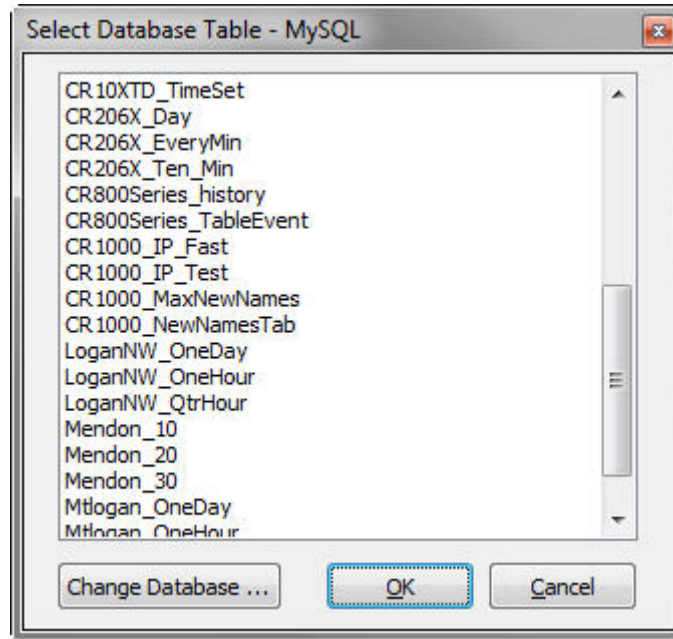 Select Database Table - MySQL
CR10XTD_TimeSet
CR206X_Day
CR206X_EveryMin
CR206X_Ten_Min
CR800Series_history
CR800Series_TableEvent
CR1000_IP_Fast
CR1000_IP_Test
CR1000_MaxNewNames
CR1000_NewNamesTab
LoganNW_OneDay
LoganNW_OneHour
LoganNW_QtrHour
Mendon_10
Mendon_20
Mendon_30
Mtlogan_OneDay
Mtlogan_OneHour
Change Database ... OK Cancel